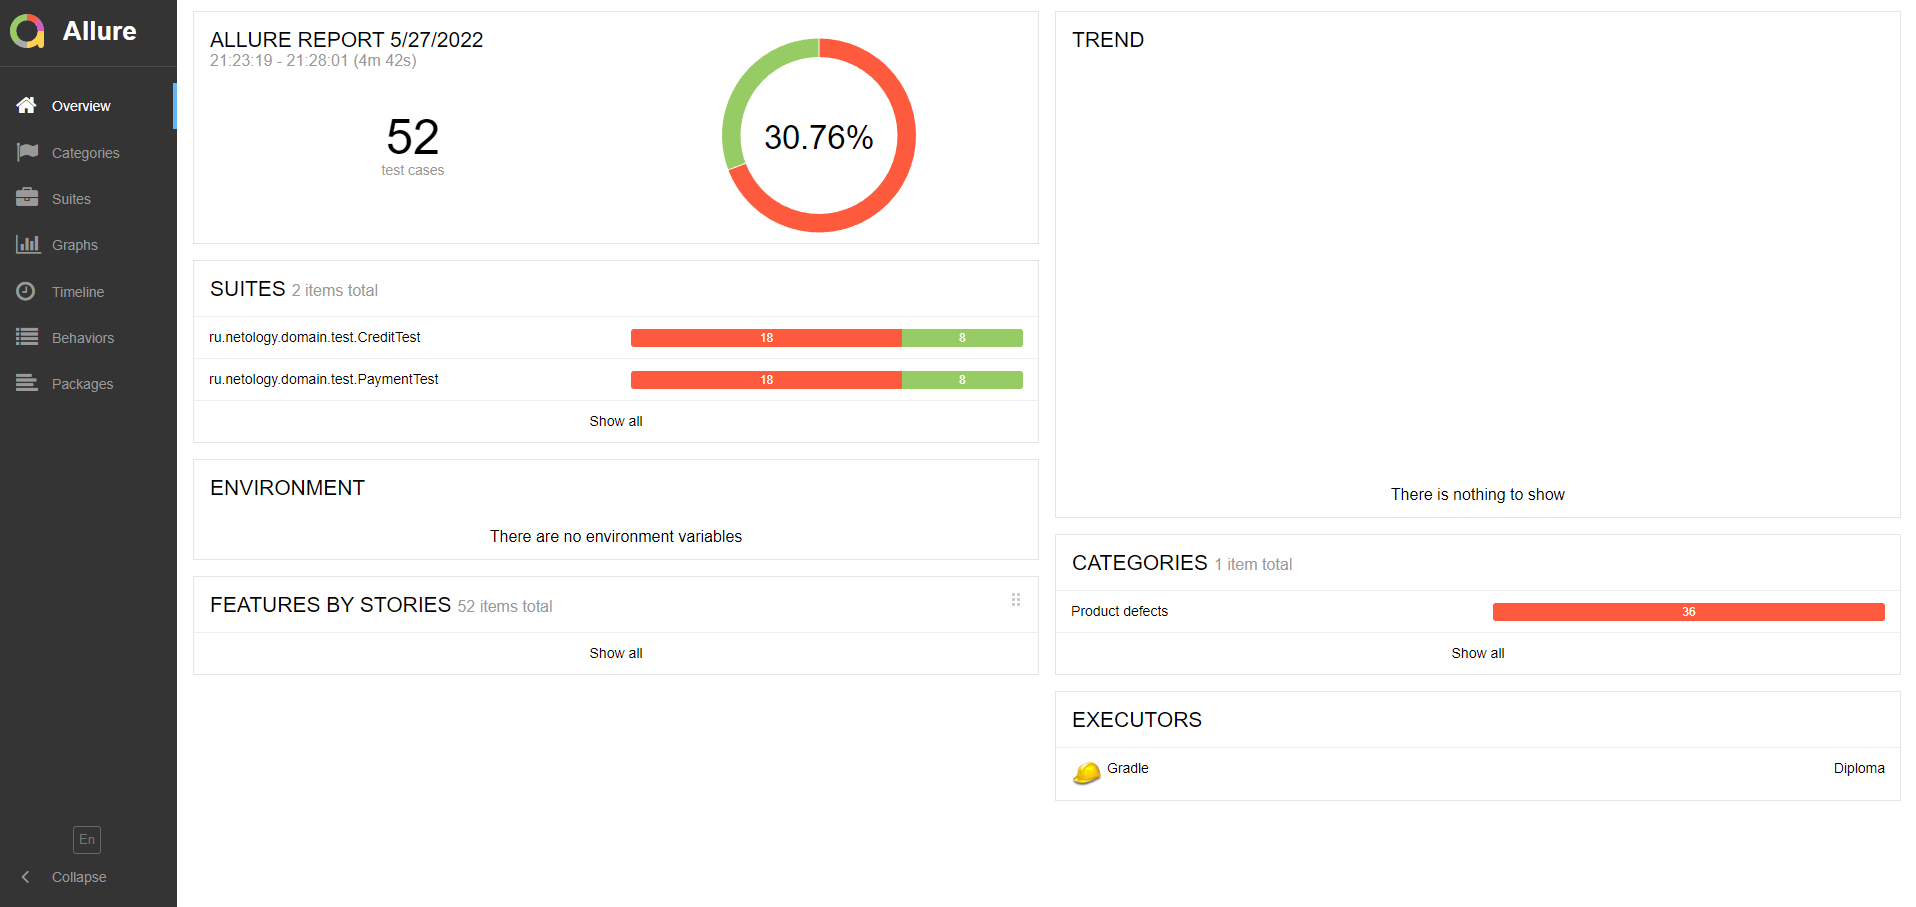 Allure
Overview
Categories
Suites
Graphs
Timeline
Behaviors
Packages
En
Collapse
ALLURE REPORT 5/27/2022
21:23:19 - 21:28:01 (4m 42s)
52
test cases
30.76%
SUITES 2 items total
ru.netology.domain.test.CreditTest 18 8
ru.netology.domain.test.PaymentTest 18 8
Show all
ENVIRONMENT
There are no environment variables
FEATURES BY STORIES 52 items total
Show all
TREND
There is nothing to show
CATEGORIES 1 item total
Product defects 36
Show all
EXECUTORS
Gradle Diploma